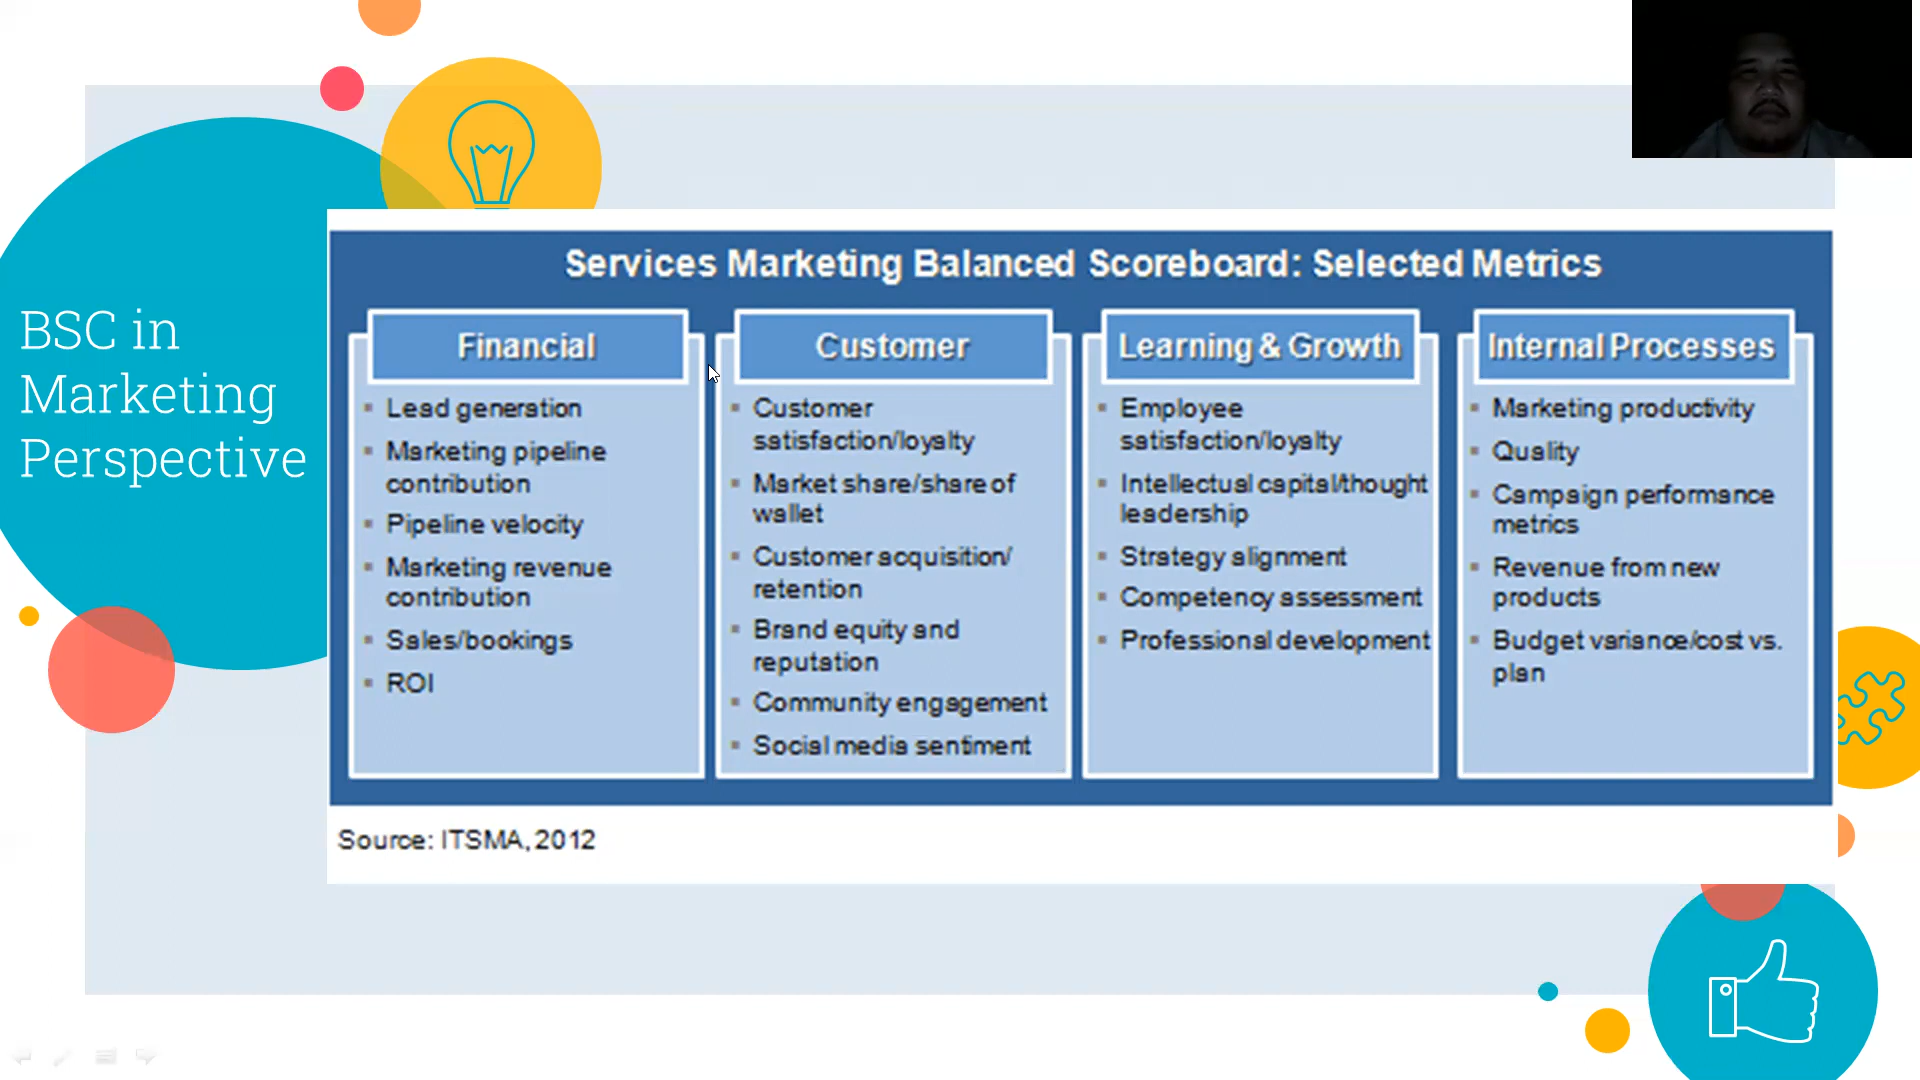 BSC in
Marketing
Perspective
Services Marketing Balanced Scoreboard: Selected Metrics
Financial
Lead generation
Marketing pipeline
contribution
Pipeline velocity
Marketing revenue
contribution
Sales/bookings
ROI
Customer
Customer
satisfaction/loyalty
Market share/share of
wallet
Customer acquisition/
retention
Brand equity and
reputation
Community engagement
Social media sentiment
Learning & Growth
Employee
satisfaction/loyalty
Intellectual capital/thought
leadership
Strategy alignment
Competency assessment
Professional development
Internal Processes
Marketing productivity
Quality
Campaign performance
metrics
Revenue from new
products
Budget variance/cost vs.
plan
Source: ITSMA, 2012